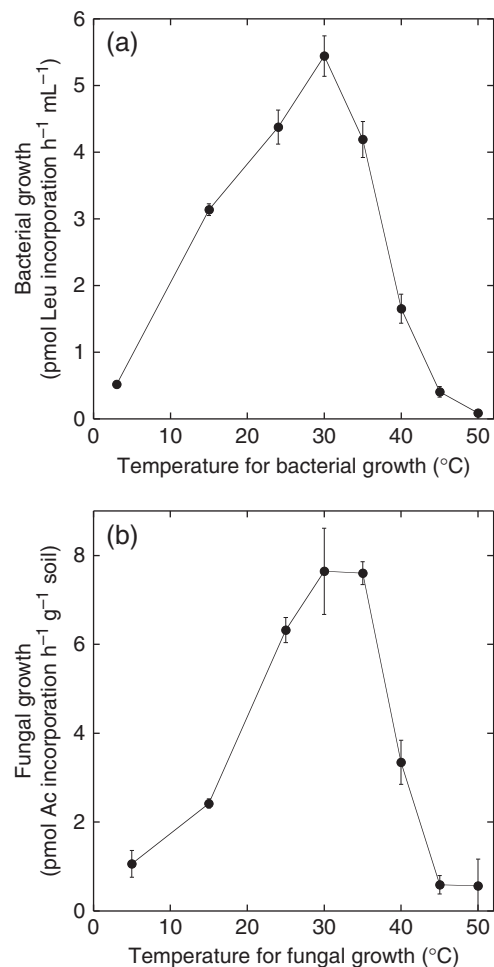 (a)
Bacterial growth
(pmol Leu incorporation h⁻¹ mL⁻¹)
6
5
4
3
2
1
0
0 10 20 30 40 50
Temperature for bacterial growth (°C)
(b)
Fungal growth
(pmol Ac incorporation h⁻¹ g⁻¹ soil)
8
6
4
2
0
0 10 20 30 40 50
Temperature for fungal growth (°C)